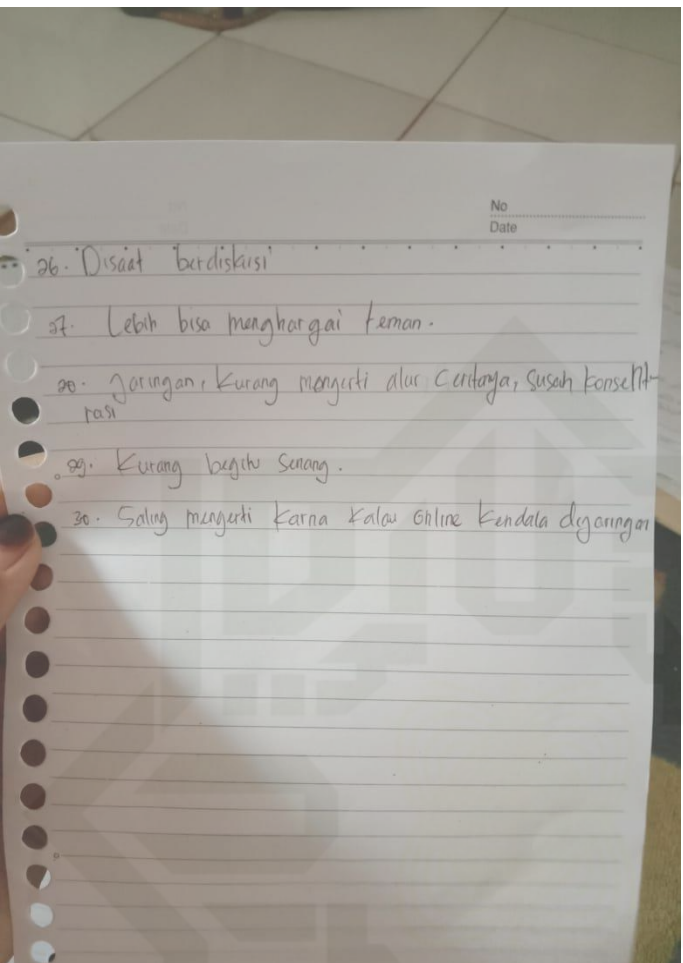 No
Date
26. Disaat berdiskusi
27. Lebih bisa menghargai teman.
28. Jaringan, Kurang mengerti alur ceritanya, susah konsent-
rasi
29. Kurang begitu senang.
30. Saling mengerti karna kalau online kendala dijaringan